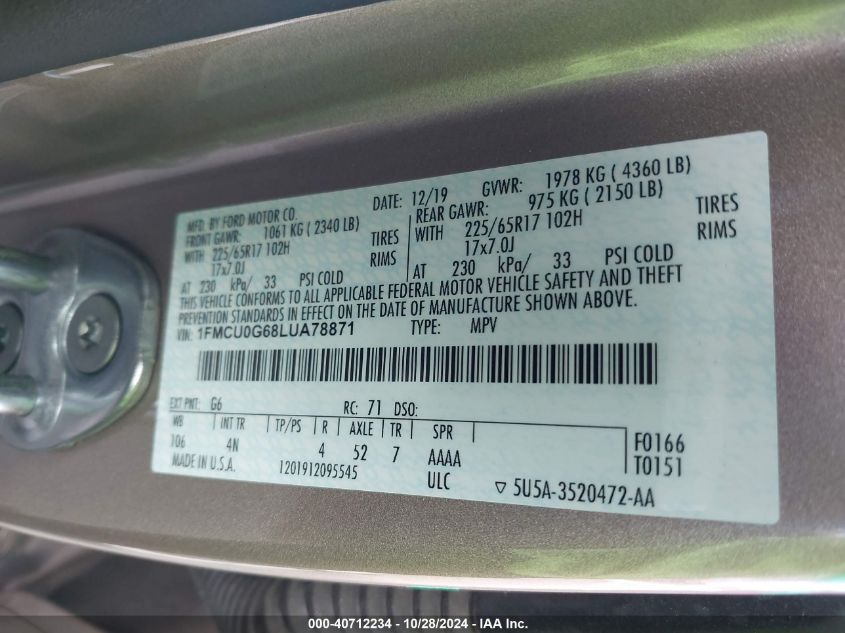 MFD. BY FORD MOTOR CO. DATE: 12/19 GVWR: 1978 KG ( 4360 LB)
FRONT GAWR: 1061 KG ( 2340 LB) REAR GAWR: 975 KG ( 2150 LB)
WITH 225/65R17 102H TIRES WITH 225/65R17 102H TIRES
17x7.0J RIMS 17x7.0J RIMS
AT 230 kPa/ 33 PSI COLD AT 230 kPa/ 33 PSI COLD
THIS VEHICLE CONFORMS TO ALL APPLICABLE FEDERAL MOTOR VEHICLE SAFETY AND THEFT
PREVENTION STANDARDS IN EFFECT ON THE DATE OF MANUFACTURE SHOWN ABOVE.
VIN: 1FMCU0G68LUA78871 TYPE: MPV
EXT PNT: G6 RC: 71 DSO:
WB INT TR TP/PS R AXLE TR SPR
106 4N 4 52 7 AAAA F0166
MADE IN U.S.A. 1201912095545 ULC T0151
▽ 5U5A-3520472-AA
000-40712234 - 10/28/2024 - IAA Inc.